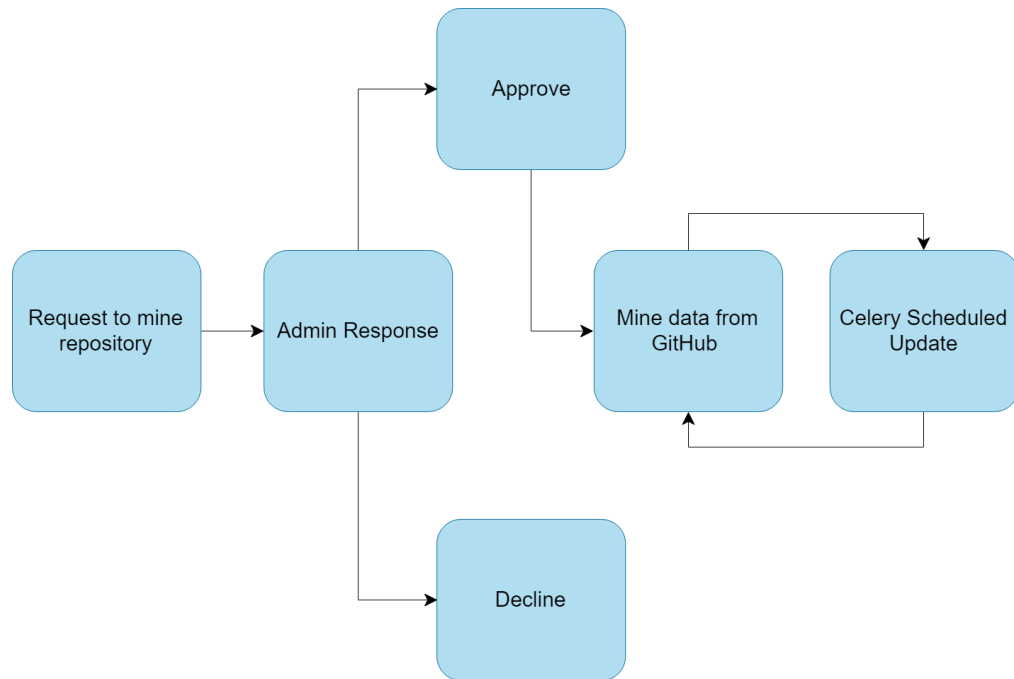 Approve
Request to mine
repository
Admin Response
Mine data from
GitHub
Celery Scheduled
Update
Decline